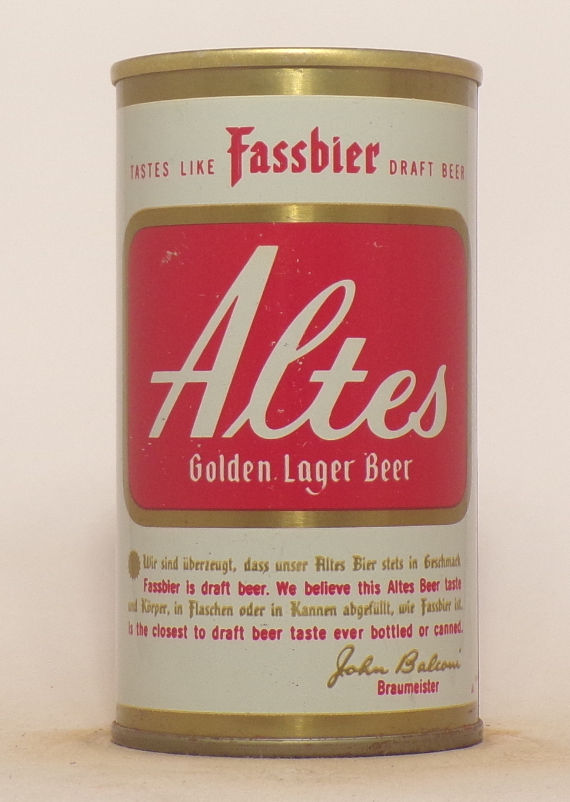 TASTES LIKE Fassbier DRAFT BEER
Altes
Golden Lager Beer
Wir sind überzeugt, dass unser Altes Bier stets in Geschmack
Fassbier is draft beer. We believe this Altes Beer taste
und Körper, in Flaschen oder in Kannen abgefüllt, wie Fassbier ist.
is the closest to draft beer taste ever bottled or canned.
John Balconi
Braumeister